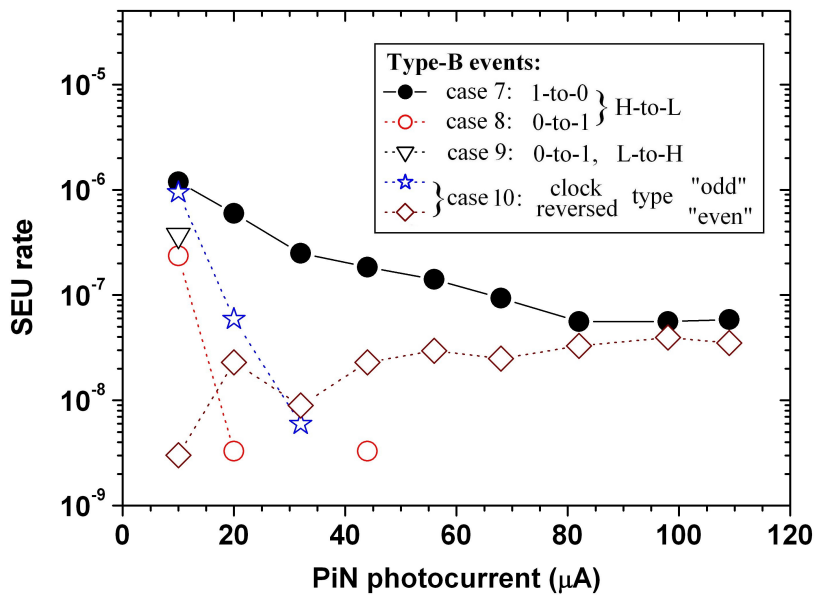 Type-B events:
case 7: 1-to-0 } H-to-L
case 8: 0-to-1
case 9: 0-to-1, L-to-H
} case 10: clock reversed type "odd"
"even"
10⁻⁵
10⁻⁶
10⁻⁷
10⁻⁸
10⁻⁹
SEU rate
0 20 40 60 80 100 120
PiN photocurrent (μA)